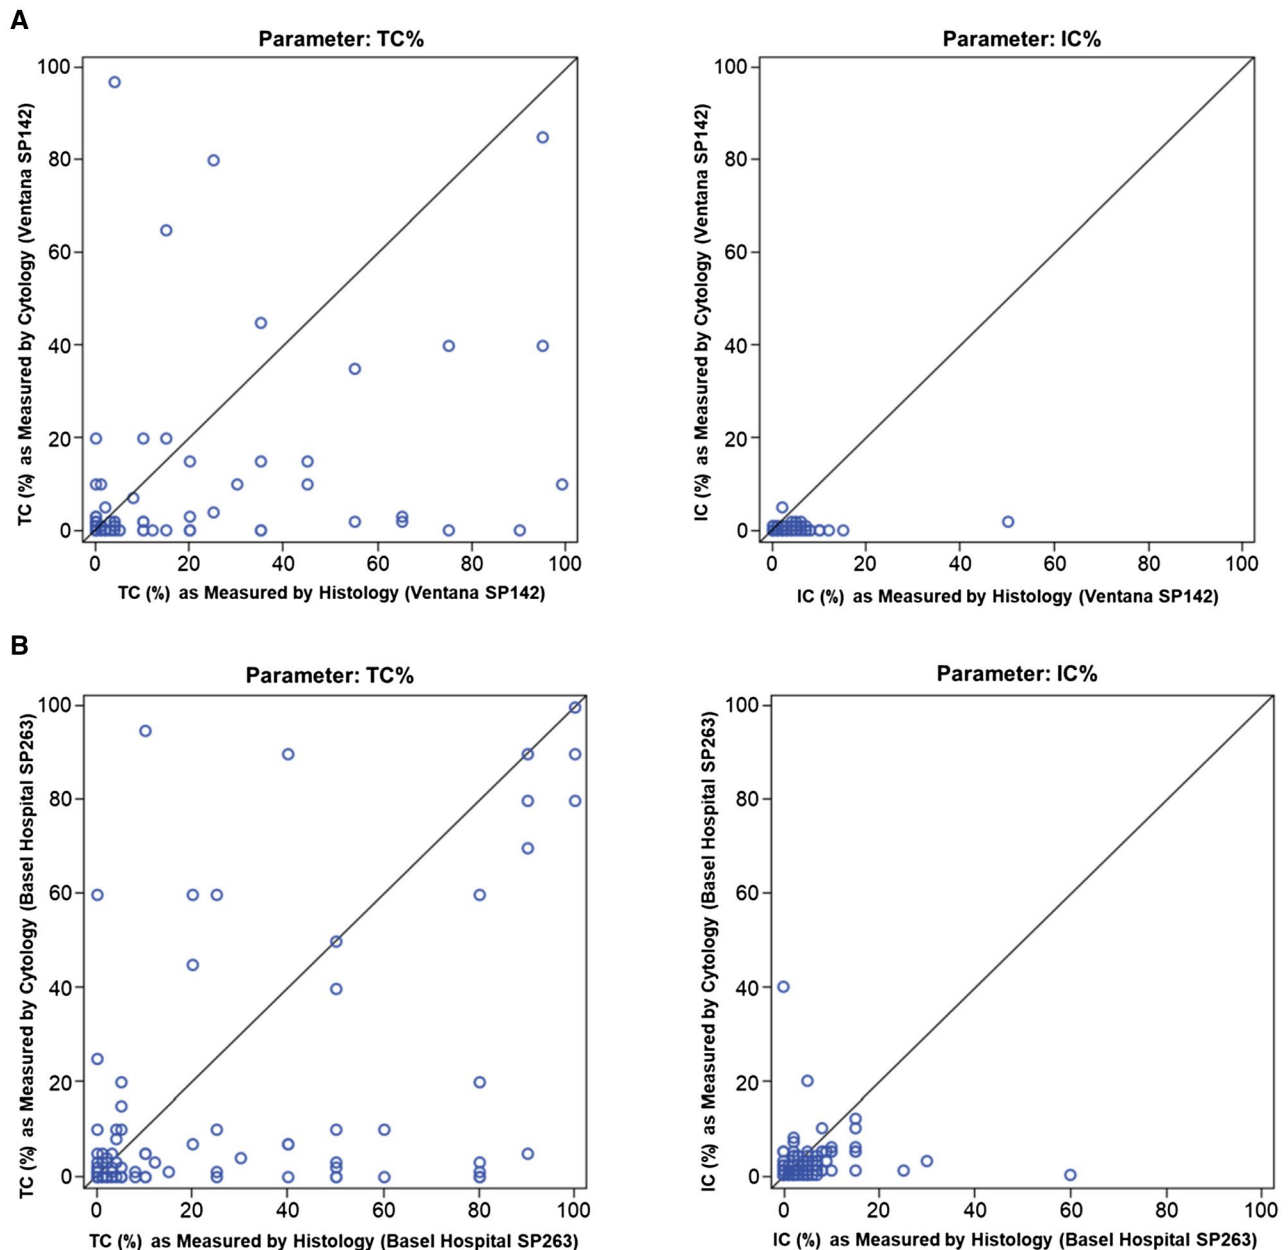 A
Parameter: TC%
TC (%) as Measured by Cytology (Ventana SP142)
100
80
60
40
20
0
0 20 40 60 80 100
TC (%) as Measured by Histology (Ventana SP142)
Parameter: IC%
IC (%) as Measured by Cytology (Ventana SP142)
100
80
60
40
20
0
0 20 40 60 80 100
IC (%) as Measured by Histology (Ventana SP142)
B
Parameter: TC%
TC (%) as Measured by Cytology (Basel Hospital SP263)
100
80
60
40
20
0
0 20 40 60 80 100
TC (%) as Measured by Histology (Basel Hospital SP263)
Parameter: IC%
IC (%) as Measured by Cytology (Basel Hospital SP263)
100
80
60
40
20
0
0 20 40 60 80 100
IC (%) as Measured by Histology (Basel Hospital SP263)